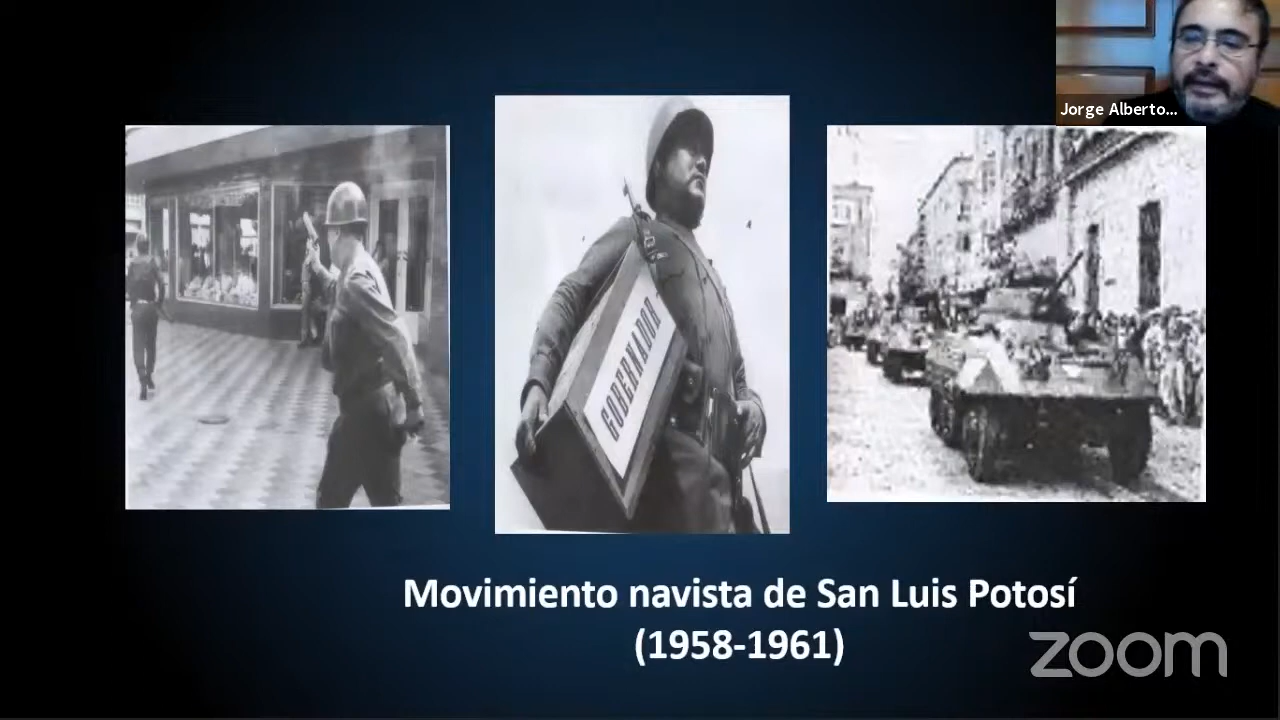 Jorge Alberto...
GOBERNADOR
Movimiento navista de San Luis Potosí
(1958-1961)
zoom